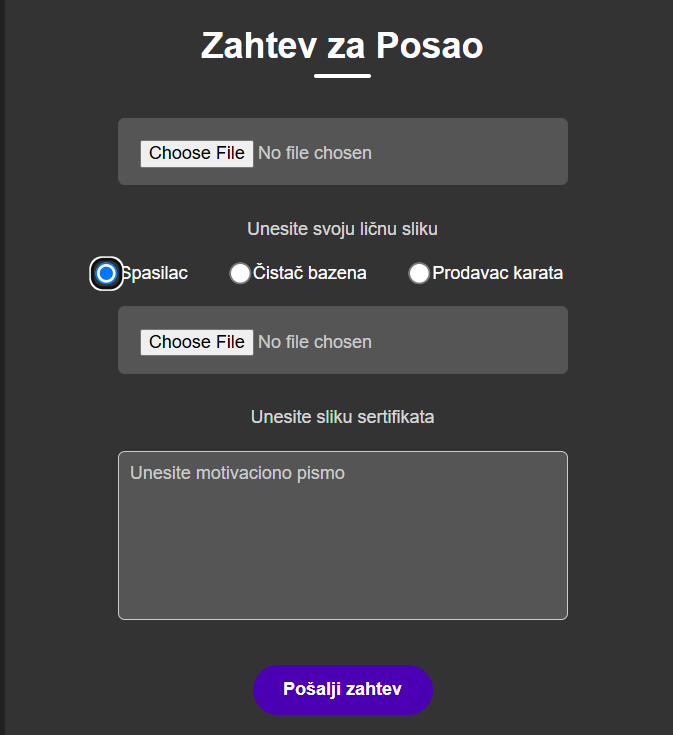 Zahtev za Posao
Choose File No file chosen
Unesite svoju ličnu sliku
Spasilac Čistač bazena Prodavac karata
Choose File No file chosen
Unesite sliku sertifikata
Unesite motivaciono pismo
Pošalji zahtev